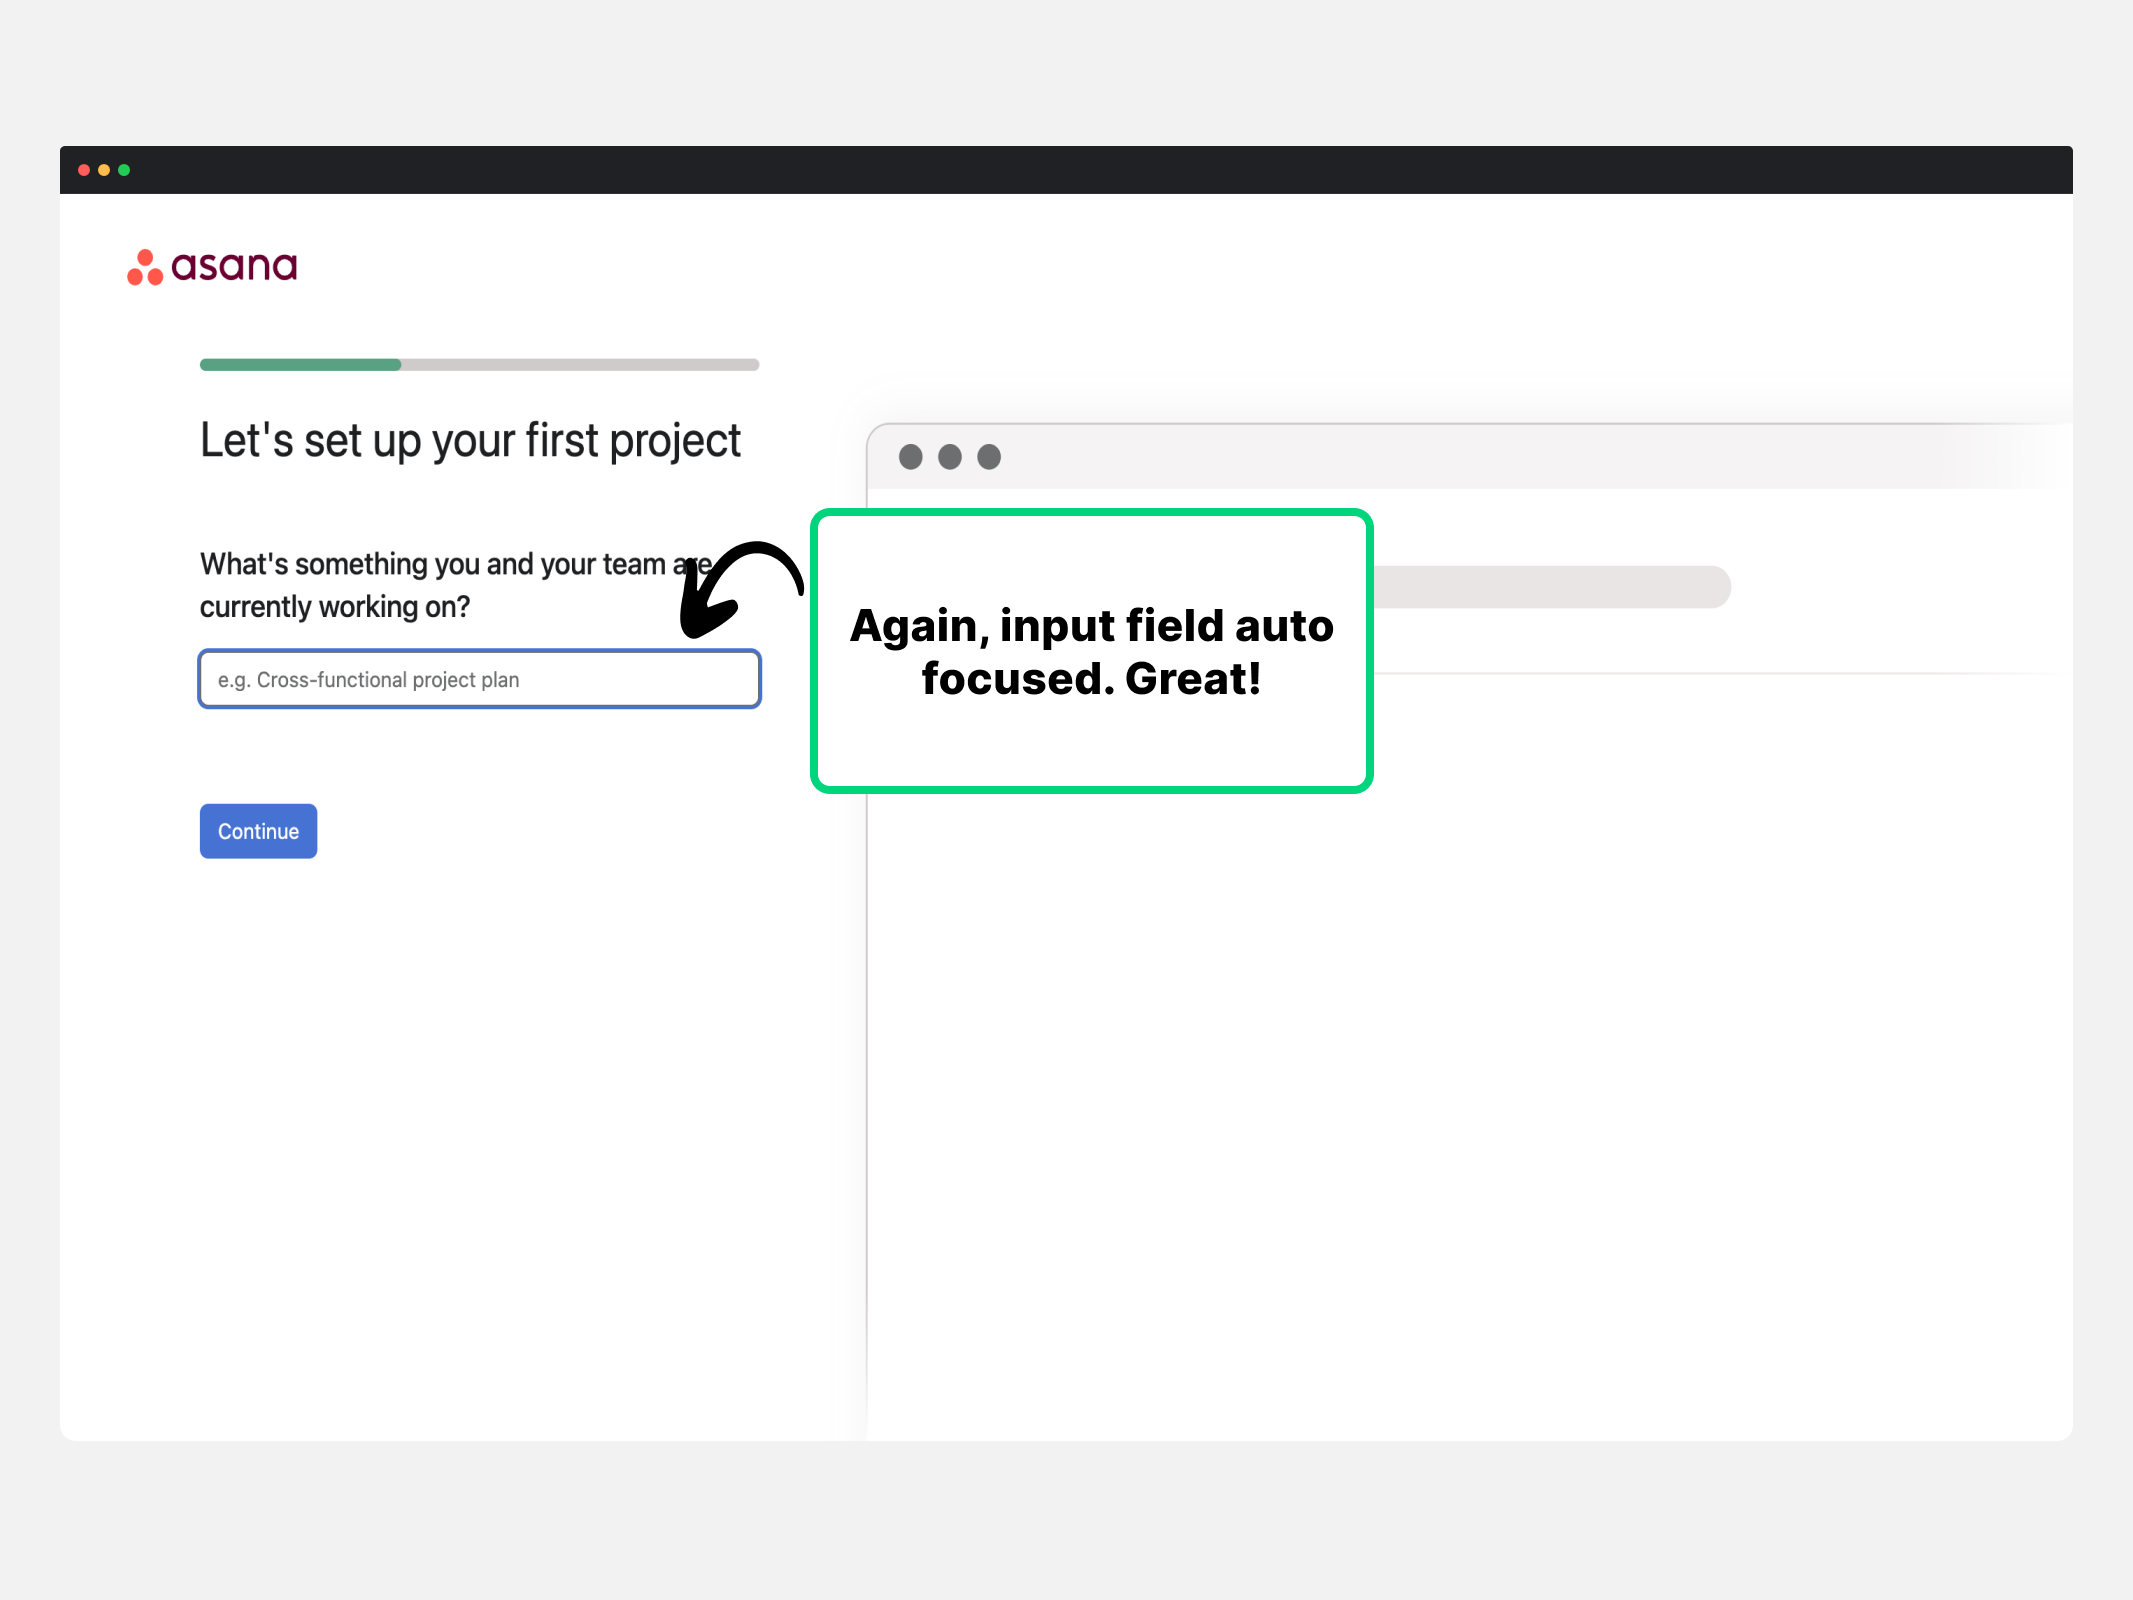 asana
Let's set up your first project
What's something you and your team are
currently working on?
e.g. Cross-functional project plan
Continue
Again, input field auto
focused. Great!